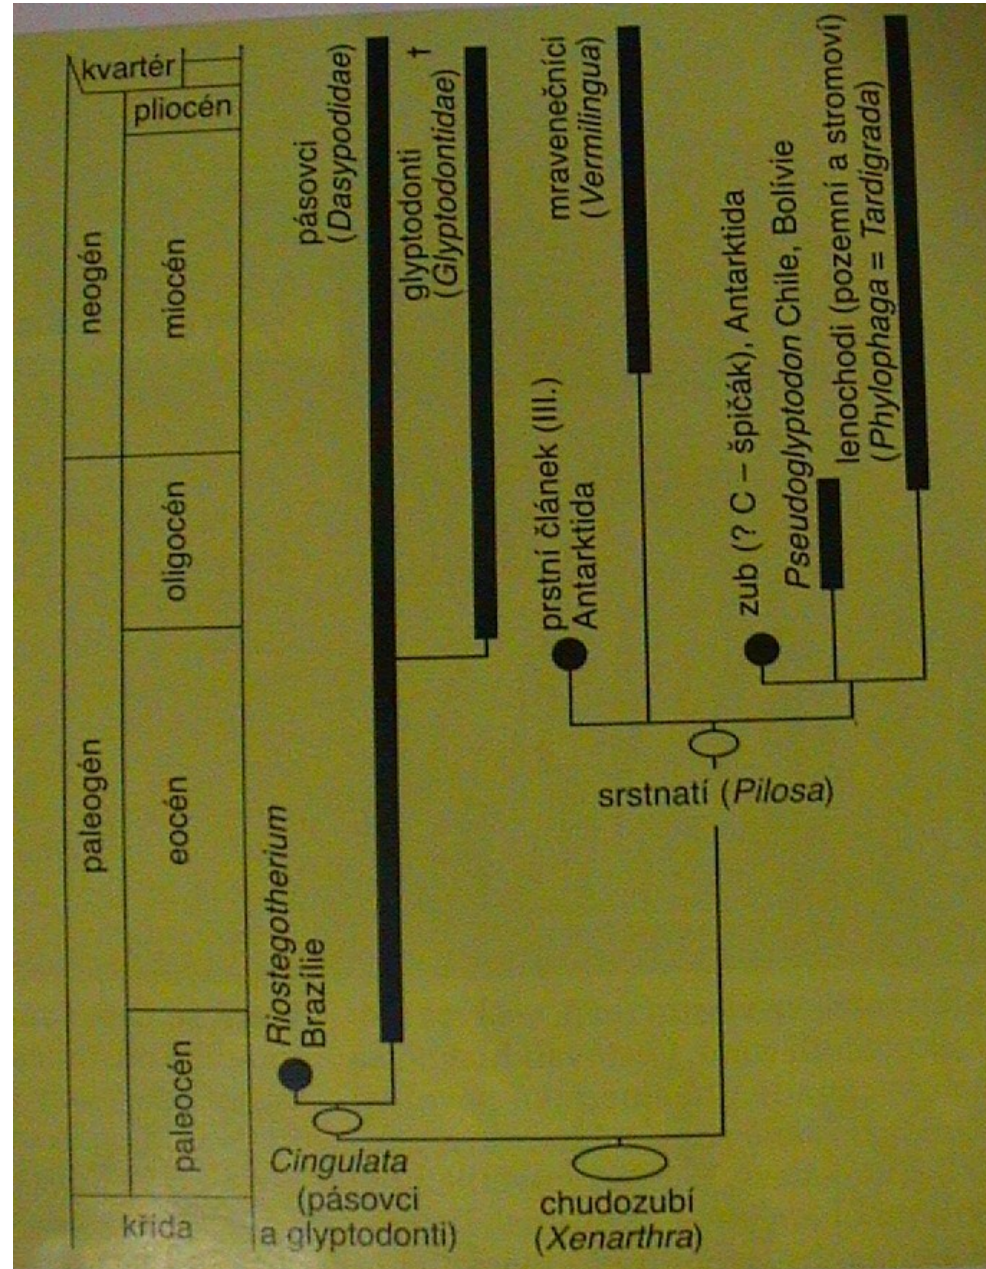 kvartér
pliocén
neogén
miocén
oligocén
paleogén
eocén
paleocén
křída
pásovci
(Dasypodidae)
glyptodonti †
(Glyptodontidae)
mravenečníci
(Vermilingua)
prstní článek (III.)
Antarktida
zub (? C – špičák), Antarktida
Pseudoglyptodon Chile, Bolívie
lenochodi (pozemní a stromoví)
(Phylophaga = Tardigrada)
srstnatí (Pilosa)
Riostegotherium
Brazílie
Cingulata
(pásovci
a glyptodonti)
chudozubí
(Xenarthra)